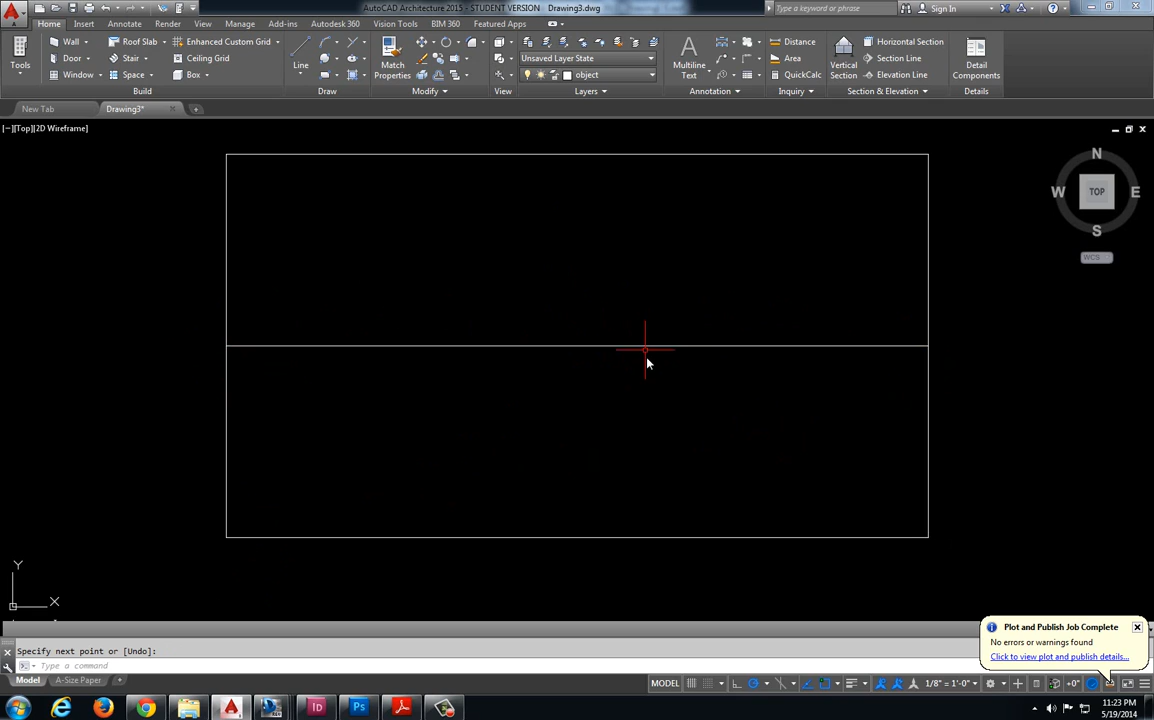 AutoCAD Architecture 2015 - STUDENT VERSION Drawing3.dwg
Type a keyword or phrase
Sign In
Home Insert Annotate Render View Manage Add-ins Autodesk 360 Vision Tools BIM 360 Featured Apps
Tools
Wall Roof Slab Enhanced Custom Grid
Door Stair Ceiling Grid
Window Space Box
Build
Line
Draw
Match
Properties
Modify
View
Unsaved Layer State
object
Layers
Multiline
Text
Annotation
Distance
Area
QuickCalc
Inquiry
Vertical
Section
Horizontal Section
Section Line
Elevation Line
Section & Elevation
Detail
Components
Details
New Tab Drawing3*
[−][Top][2D Wireframe]
N
W TOP E
S
WCS
Y
X
Plot and Publish Job Complete
No errors or warnings found
Click to view plot and publish details...
Specify next point or [Undo]:
Type a command
Model A-Size Paper
MODEL 1/8" = 1'-0" +0"
Id Ps
11:23 PM
5/19/2014